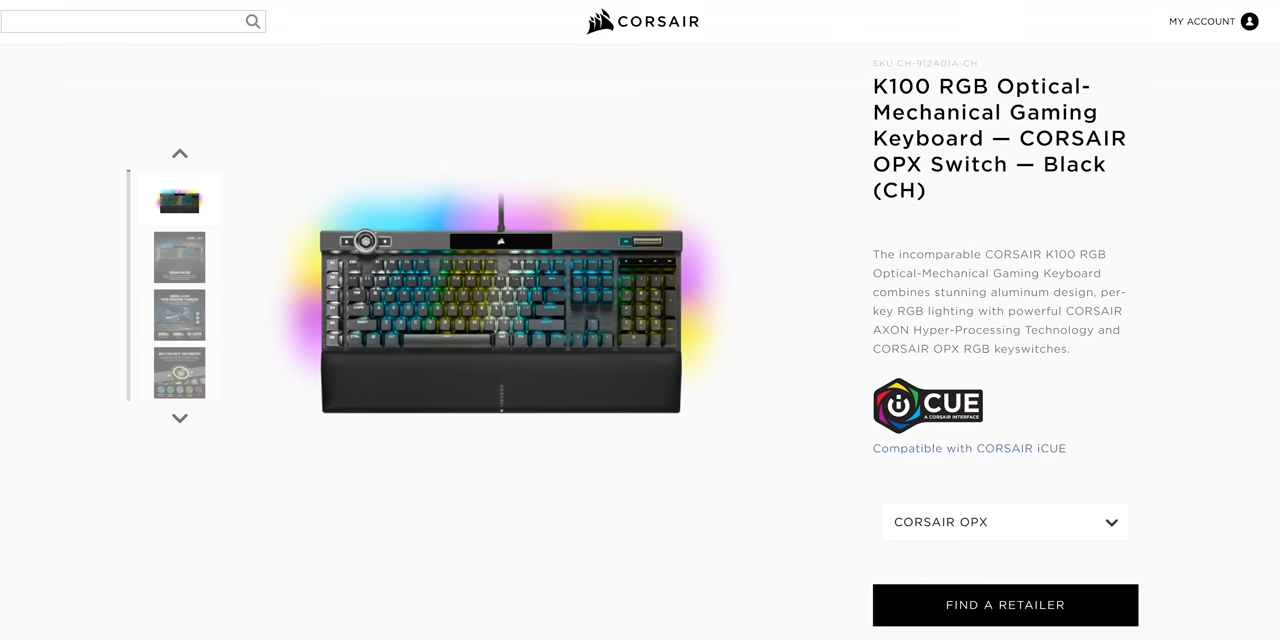 CORSAIR
MY ACCOUNT
SKU CH-912A01A-CH
K100 RGB Optical-
Mechanical Gaming
Keyboard — CORSAIR
OPX Switch — Black
(CH)
The incomparable CORSAIR K100 RGB
Optical-Mechanical Gaming Keyboard
combines stunning aluminum design, per-
key RGB lighting with powerful CORSAIR
AXON Hyper-Processing Technology and
CORSAIR OPX RGB keyswitches.
iCUE
A CORSAIR INTERFACE
Compatible with CORSAIR iCUE
CORSAIR OPX
FIND A RETAILER